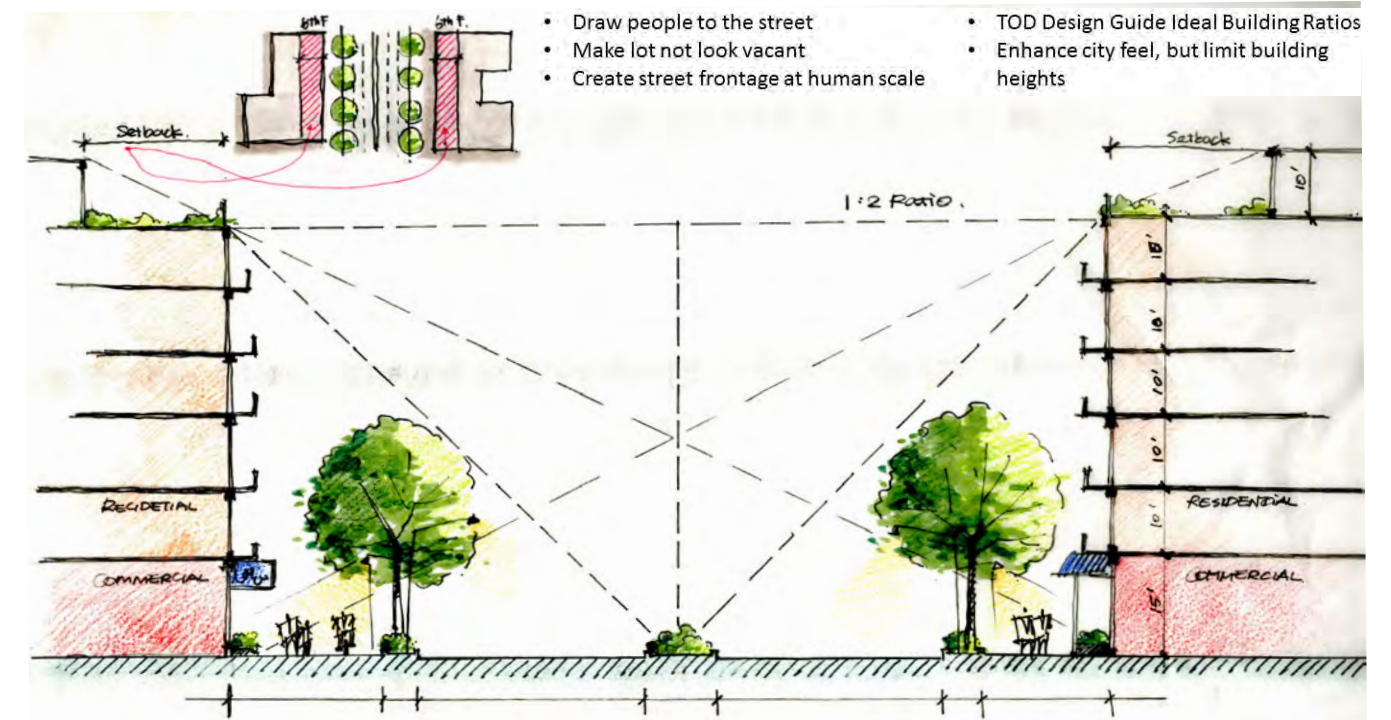 6th F
6th F.
• Draw people to the street
• Make lot not look vacant
• Create street frontage at human scale
• TOD Design Guide Ideal Building Ratios
• Enhance city feel, but limit building
heights
Setback.
Setback
10'
1:2 Ratio.
10'
10'
10'
RECIDETIAL
RESIDENTIAL
COMMERCIAL
COMMERCIAL
15'